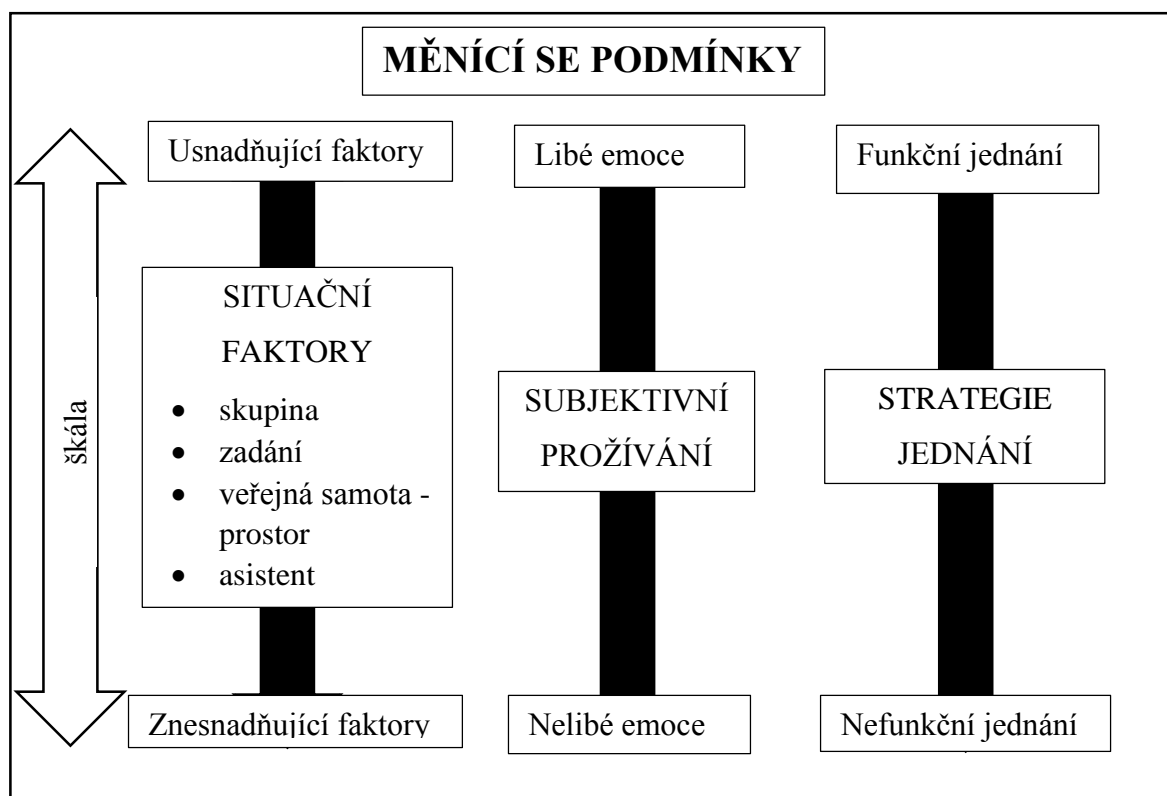 MĚNÍCÍ SE PODMÍNKY
škála
Usnadňující faktory
SITUAČNÍ
FAKTORY
• skupina
• zadání
• veřejná samota -
prostor
• asistent
Znesnadňující faktory
Libé emoce
SUBJEKTIVNÍ
PROŽÍVÁNÍ
Nelibé emoce
Funkční jednání
STRATEGIE
JEDNÁNÍ
Nefunkční jednání